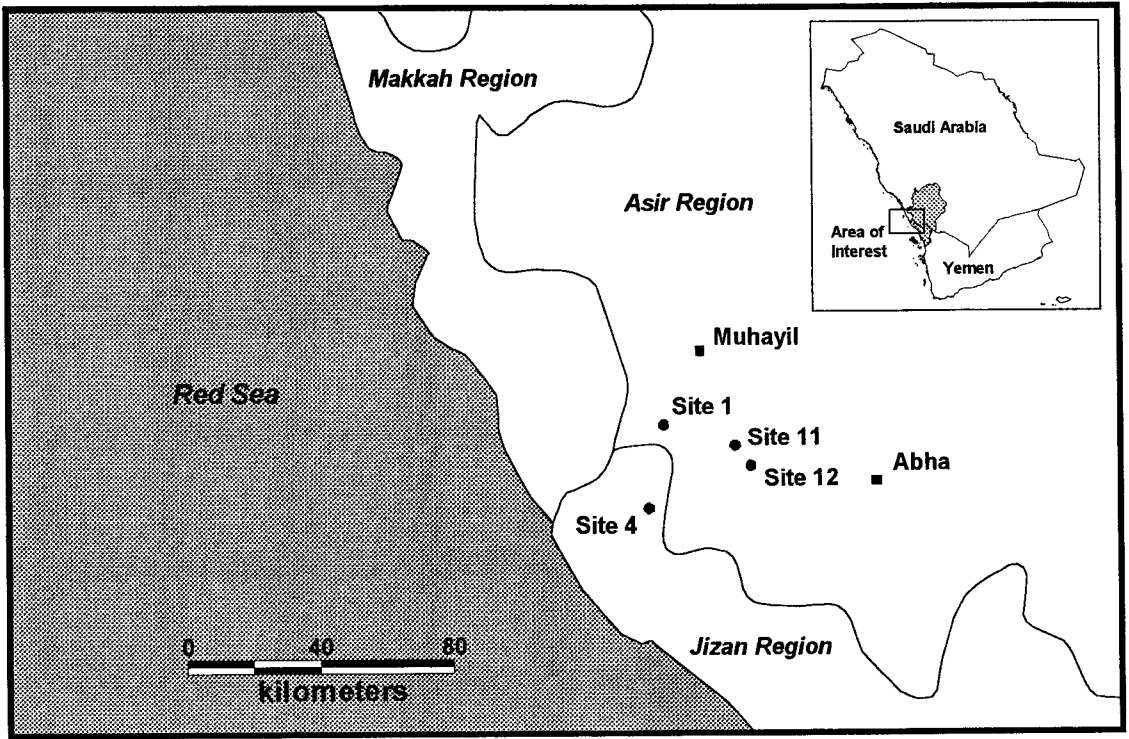 Makkah Region
Saudi Arabia
Asir Region
Area of
Interest
Yemen
Muhayil
Red Sea
Site 1
Site 11
Abha
Site 12
Site 4
0 40 80
kilometers
Jizan Region